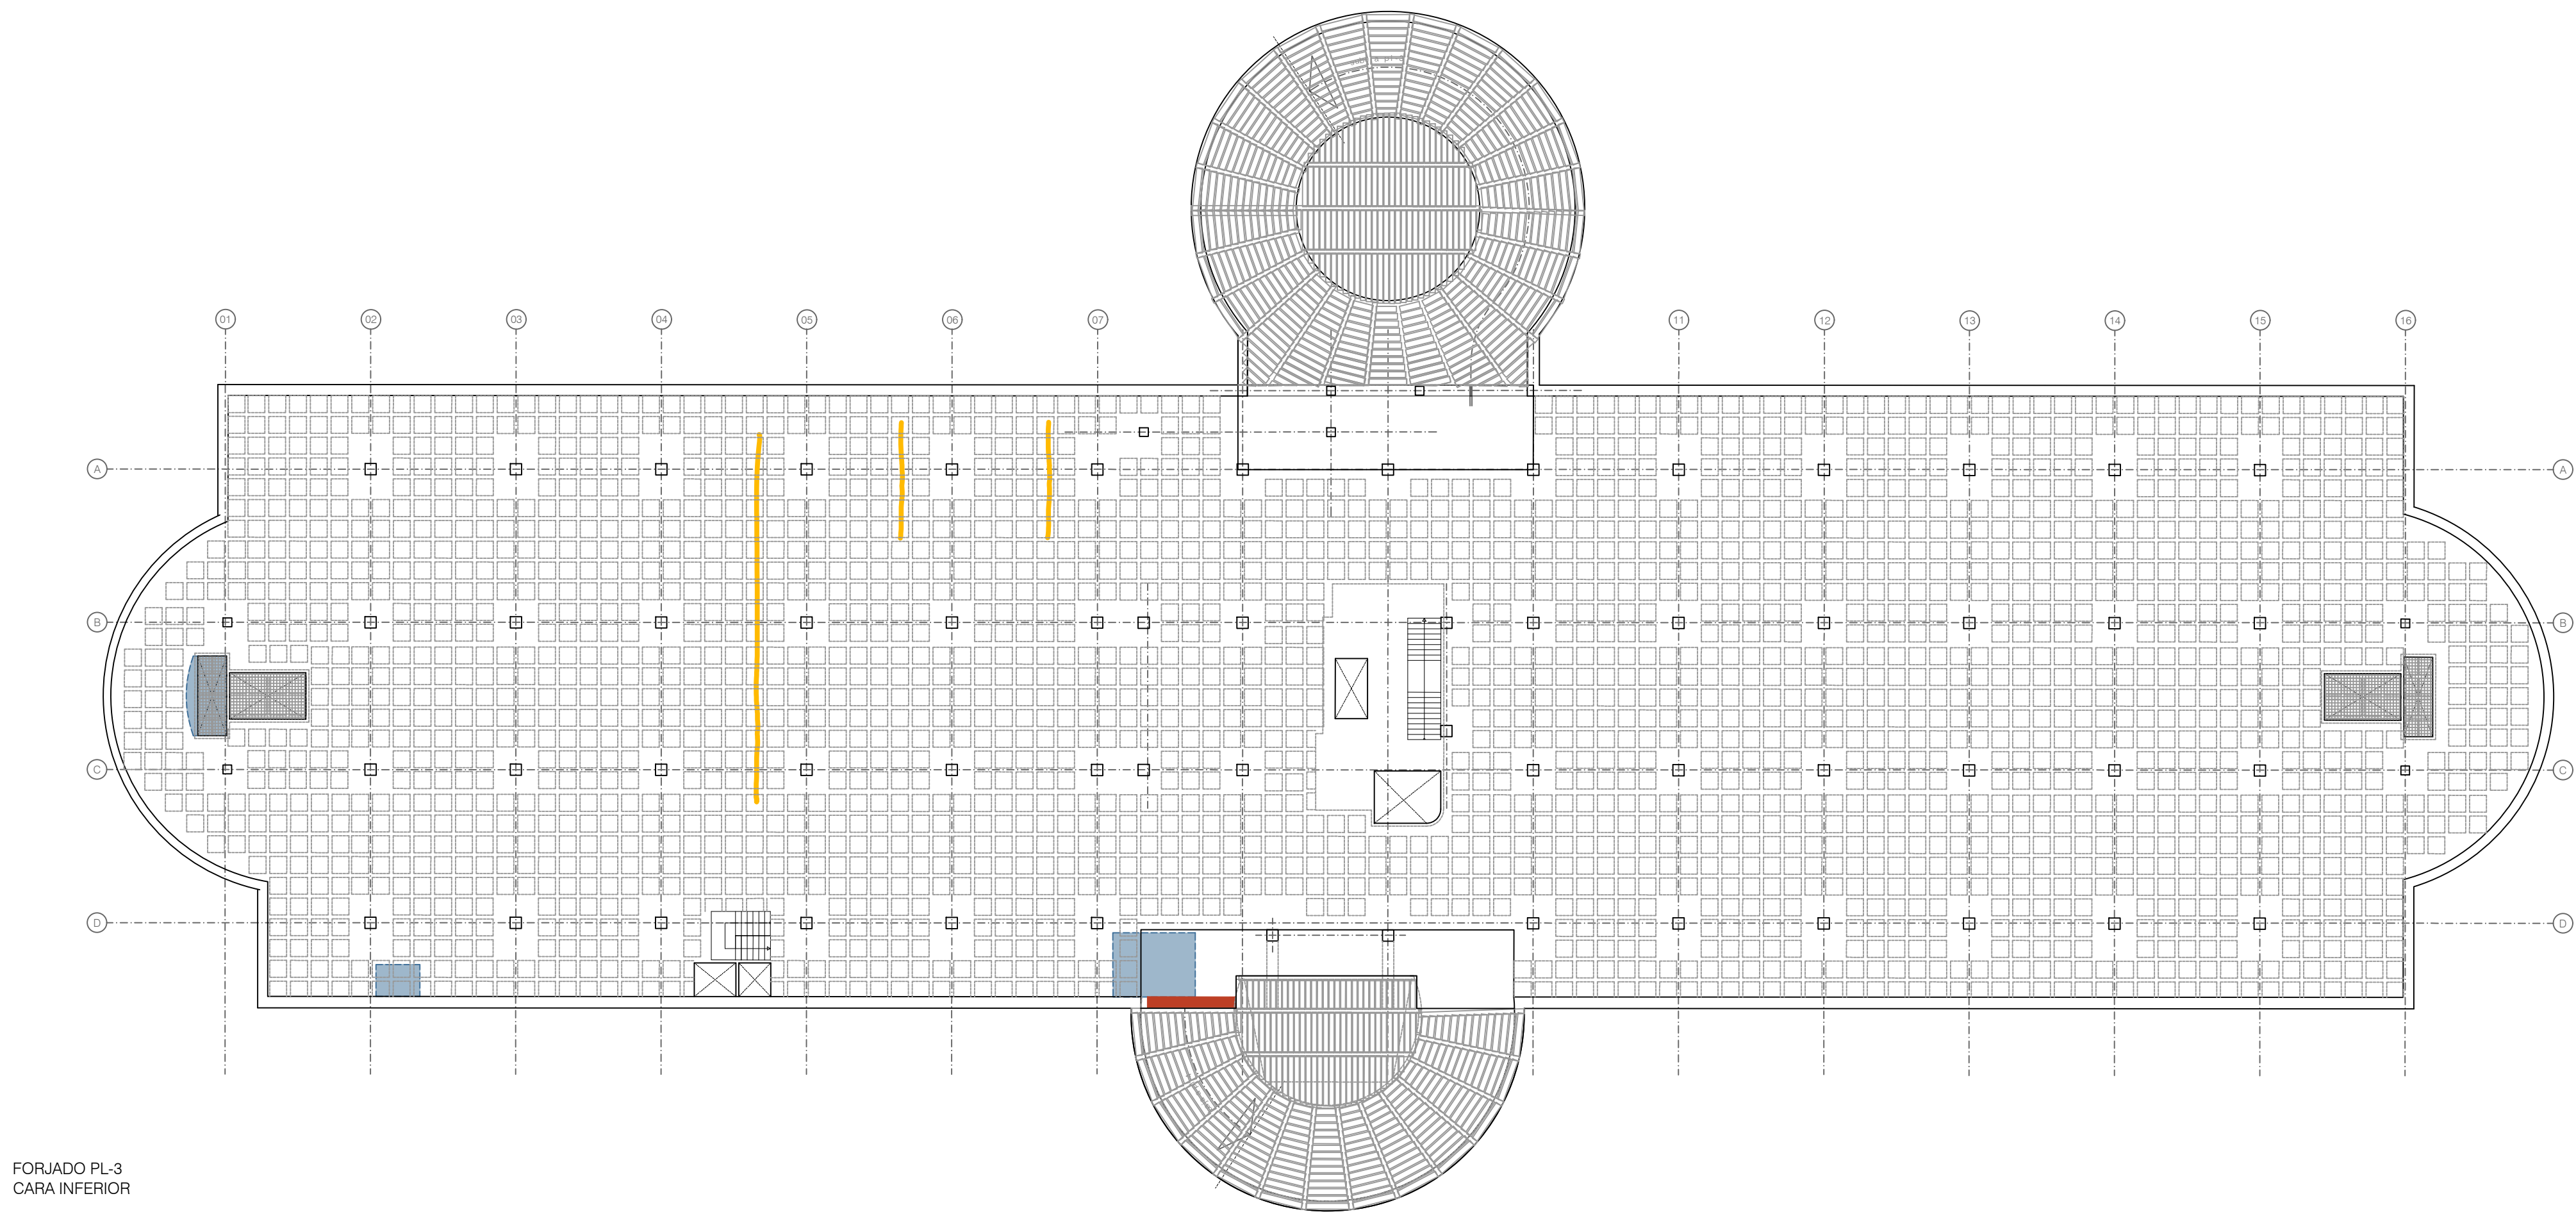 01 02 03 04 05 06 07 11 12 13 14 15 16
A A
B B
C C
D D
FORJADO PL-3
CARA INFERIOR